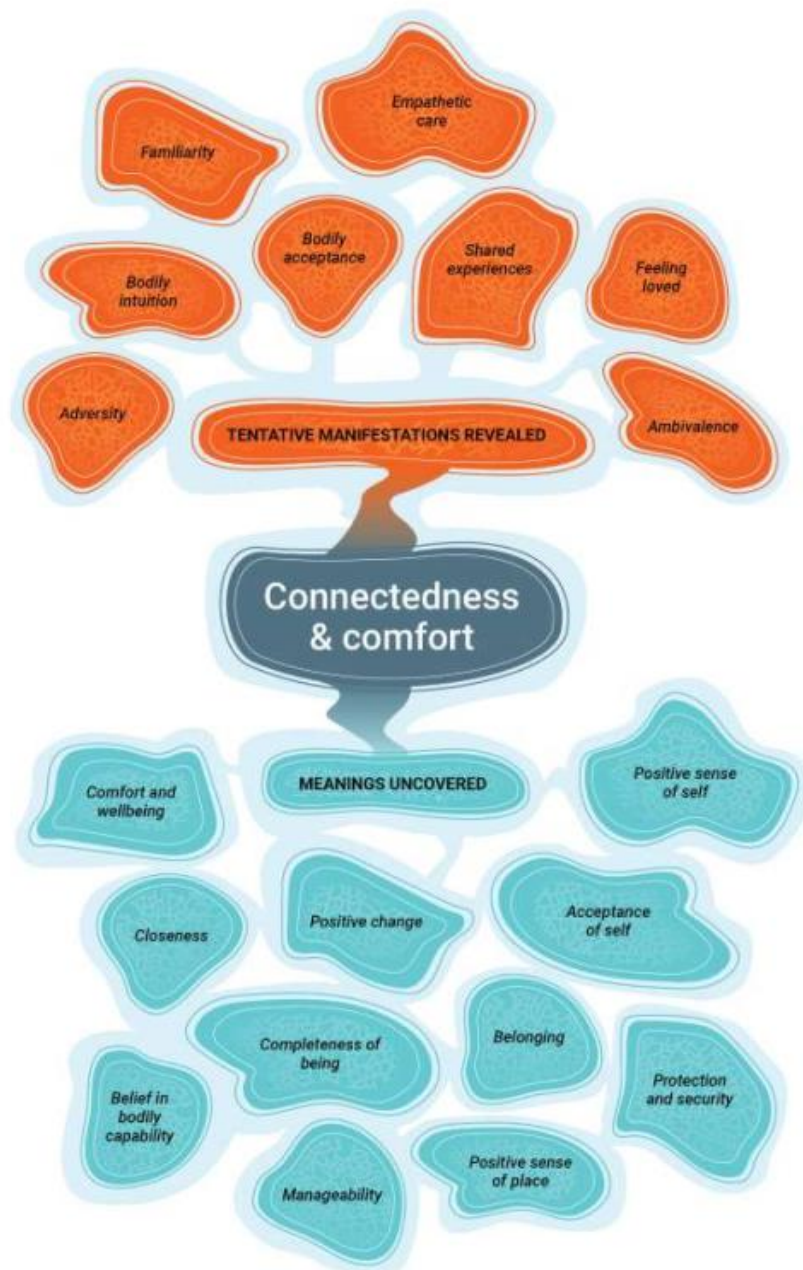 Empathetic
care
Familiarity
Bodily
acceptance
Shared
experiences
Feeling
loved
Bodily
intuition
Adversity
Ambivalence
TENTATIVE MANIFESTATIONS REVEALED
Connectedness
& comfort
MEANINGS UNCOVERED
Comfort and
wellbeing
Positive sense
of self
Closeness
Positive change
Acceptance
of self
Completeness of
being
Belonging
Protection
and security
Belief in
bodily
capability
Manageability
Positive sense
of place